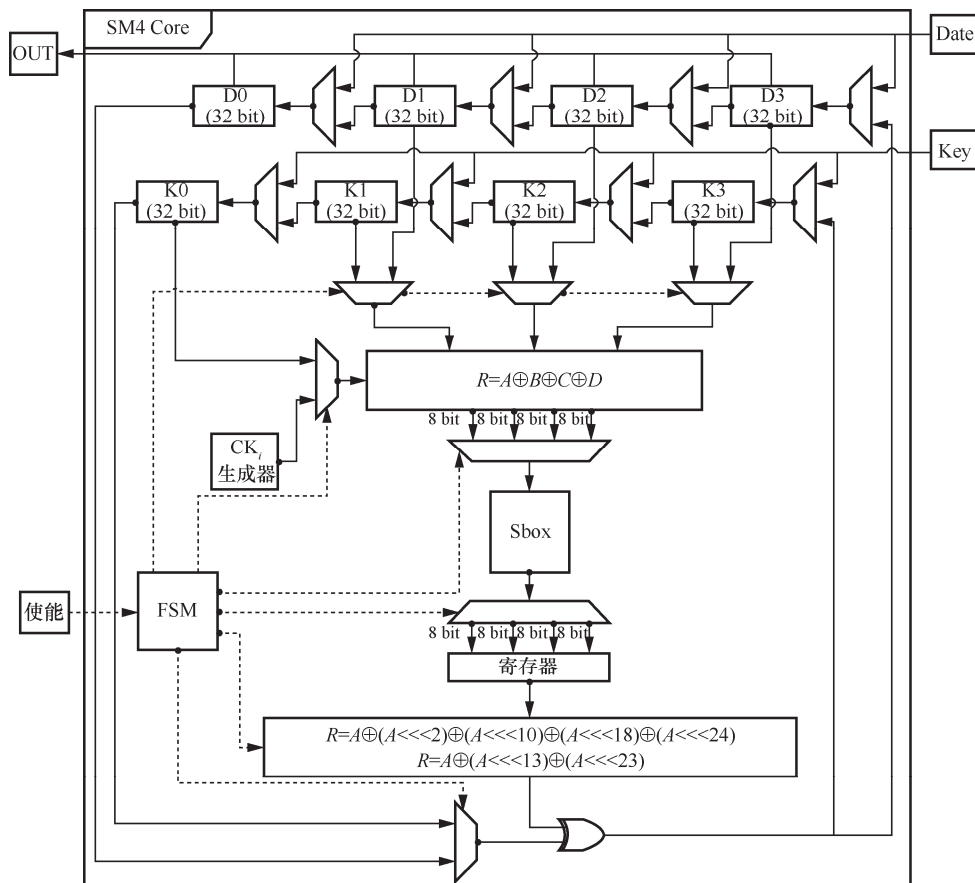 SM4 Core
OUT
Date
D0
(32 bit)
D1
(32 bit)
D2
(32 bit)
D3
(32 bit)
Key
K0
(32 bit)
K1
(32 bit)
K2
(32 bit)
K3
(32 bit)
R=A⊕B⊕C⊕D
8 bit 8 bit 8 bit 8 bit
CKi
生成器
Sbox
使能
FSM
8 bit 8 bit 8 bit 8 bit
寄存器
R=A⊕(A<<<2)⊕(A<<<10)⊕(A<<<18)⊕(A<<<24)
R=A⊕(A<<<13)⊕(A<<<23)